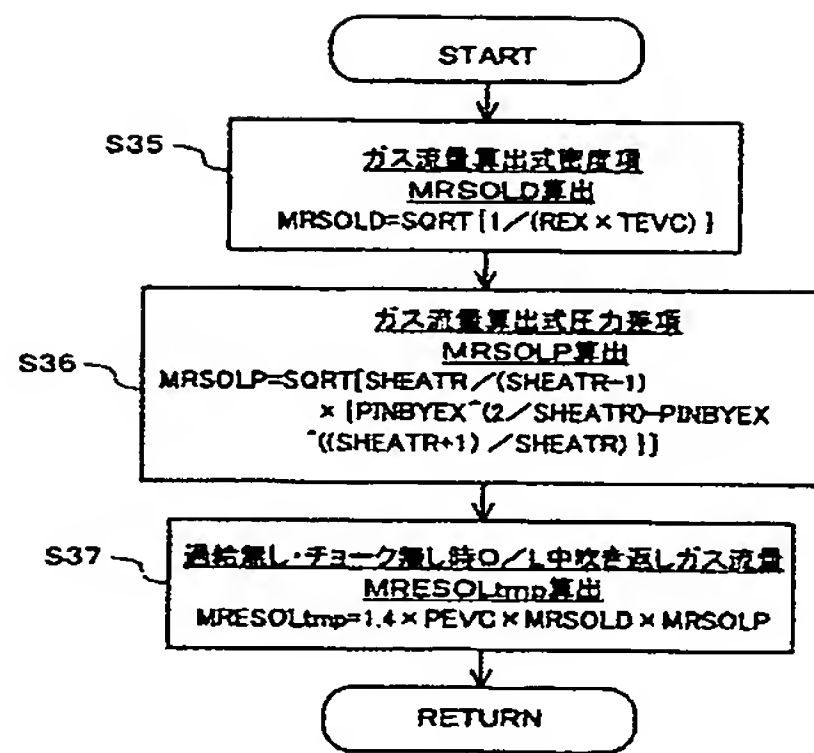 START
S35
ガス流量算出式密度項
MRSOLD算出
MRSOLD=SQRT{1／(REX×TEVC)}
S36
ガス流量算出式圧力差項
MRSOLP算出
MRSOLP=SQRT[SHEATR／(SHEATR-1)
×{PINBYEX^(2／SHEATR)-PINBYEX
^((SHEATR+1)／SHEATR)}]
S37
過給無し・チョーク無し時O／L中吹き返しガス流量
MRESOLtmp算出
MRESOLtmp=1.4×PEVC×MRSOLD×MRSOLP
RETURN